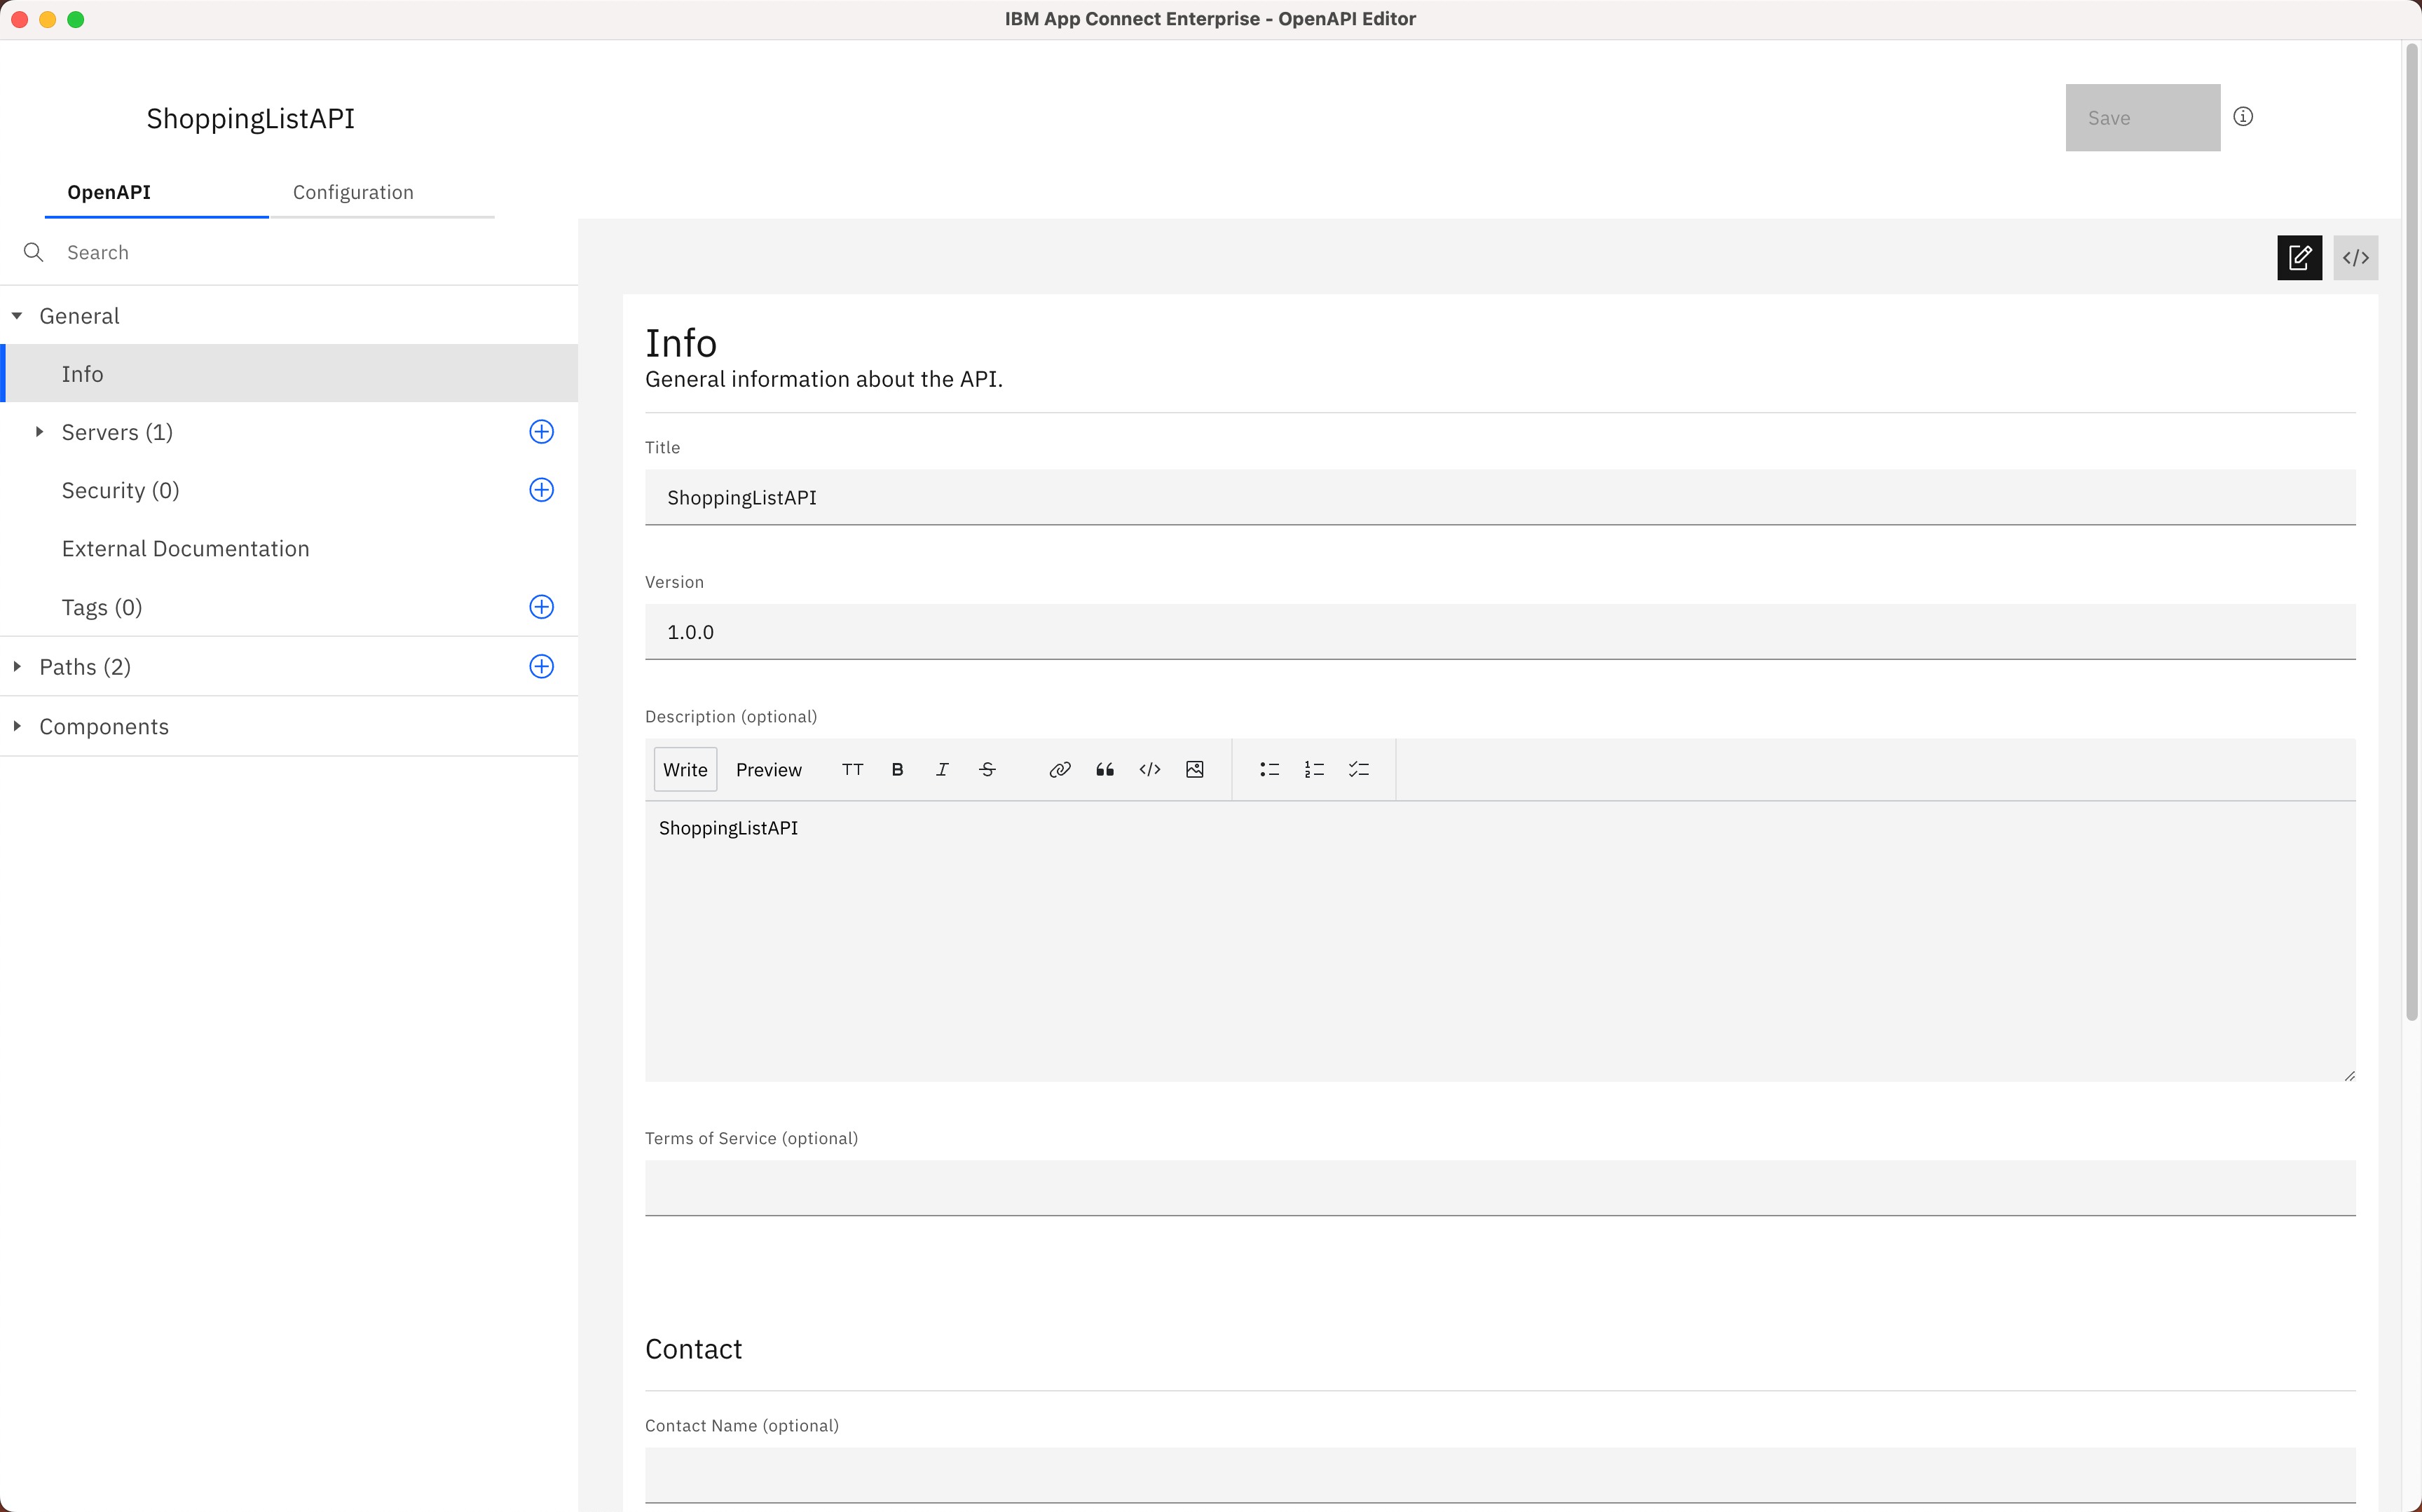 IBM App Connect Enterprise - OpenAPI Editor
ShoppingListAPI
Save
OpenAPI
Configuration
Search
General
Info
Servers (1)
Security (0)
External Documentation
Tags (0)
Paths (2)
Components
Info
General information about the API.
Title
ShoppingListAPI
Version
1.0.0
Description (optional)
Write Preview TT B I S
ShoppingListAPI
Terms of Service (optional)
Contact
Contact Name (optional)